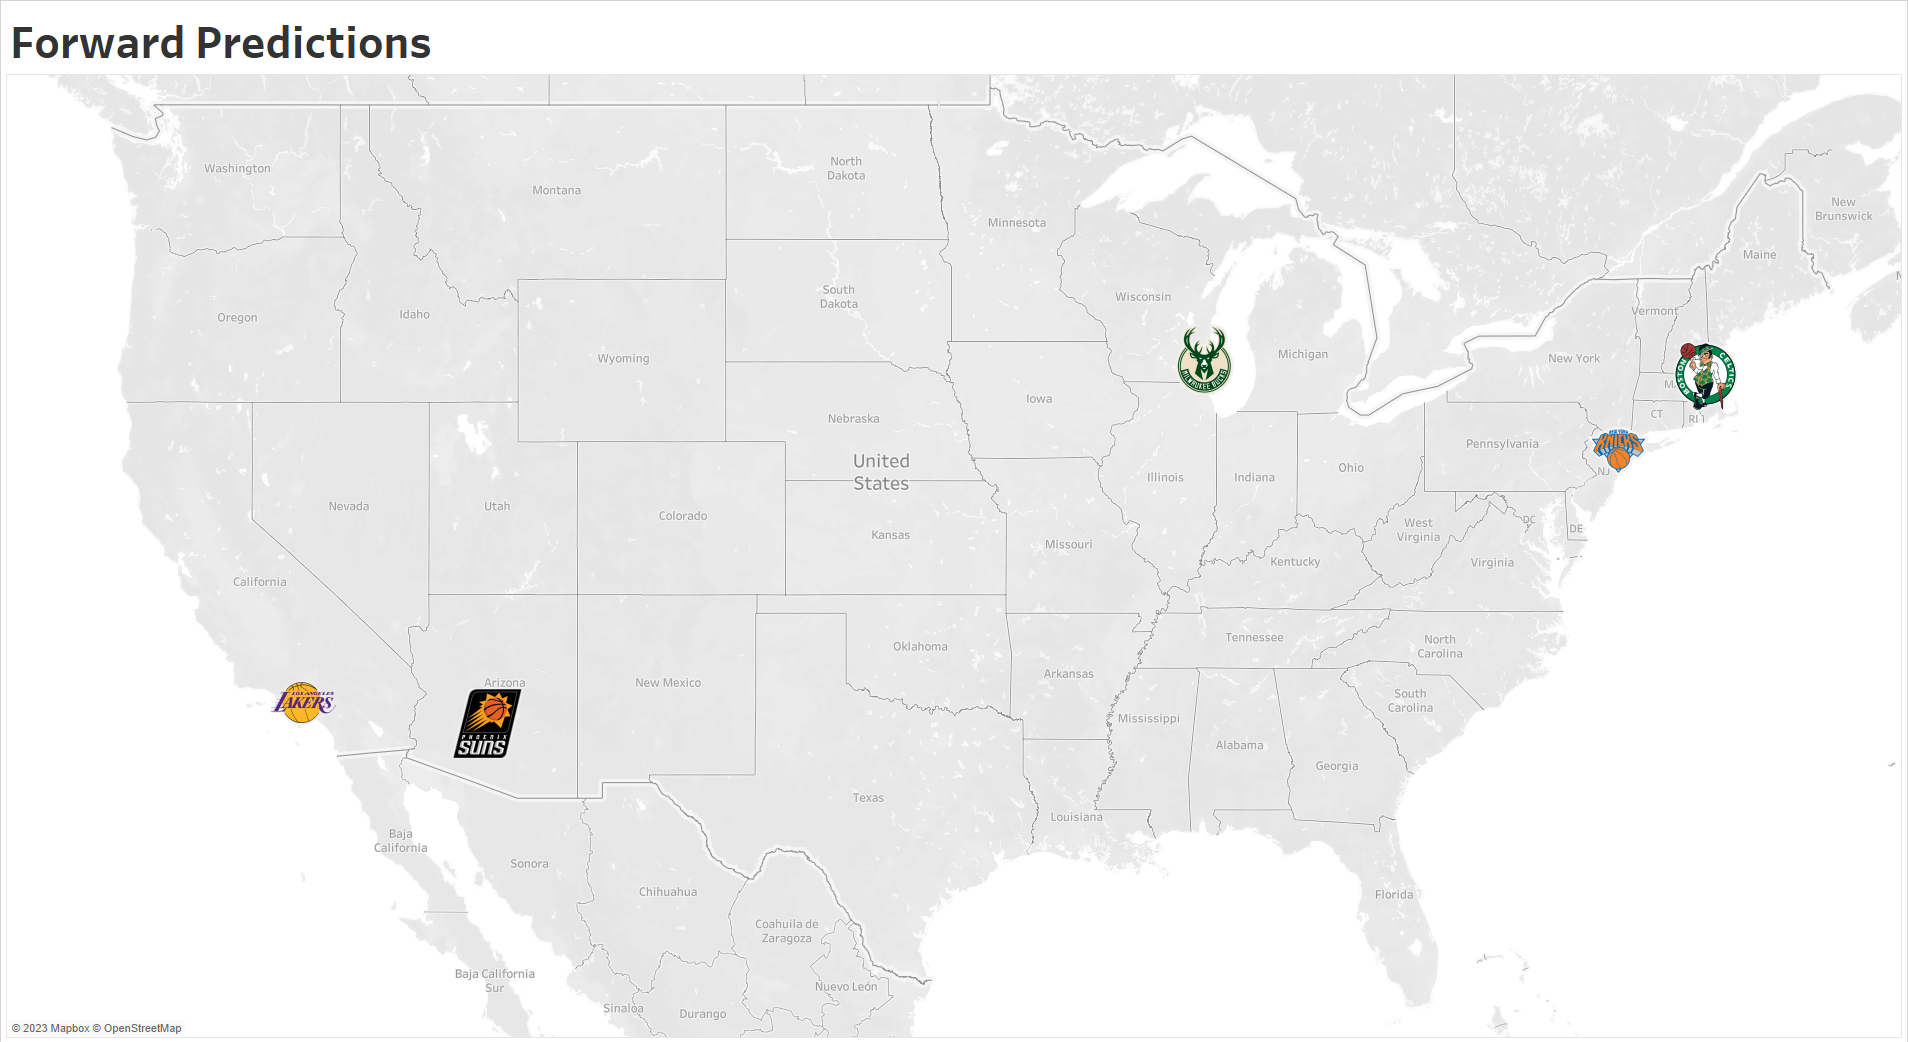 Forward Predictions
Washington
Montana
North
Dakota
Minnesota
New
Brunswick
Maine
Oregon
Idaho
South
Dakota
Wisconsin
Vermont
Wyoming
Michigan
New York
MILWAUKEE BUCKS
BOSTON CELTICS
Iowa
CT
RI
Nebraska
United
States
Pennsylvania
NEW YORK
KNICKS
NJ
Nevada
Utah
Colorado
Kansas
Illinois
Indiana
Ohio
Missouri
West
Virginia
DC
DE
California
Kentucky
Virginia
Oklahoma
Tennessee
North
Carolina
Arkansas
LOS ANGELES
LAKERS
Arizona
PHOENIX
SUNS
New Mexico
Mississippi
South
Carolina
Alabama
Georgia
Texas
Louisiana
Baja
California
Sonora
Chihuahua
Florida
Coahuila de
Zaragoza
Baja California
Sur
Nuevo León
Sinaloa
Durango
© 2023 Mapbox © OpenStreetMap